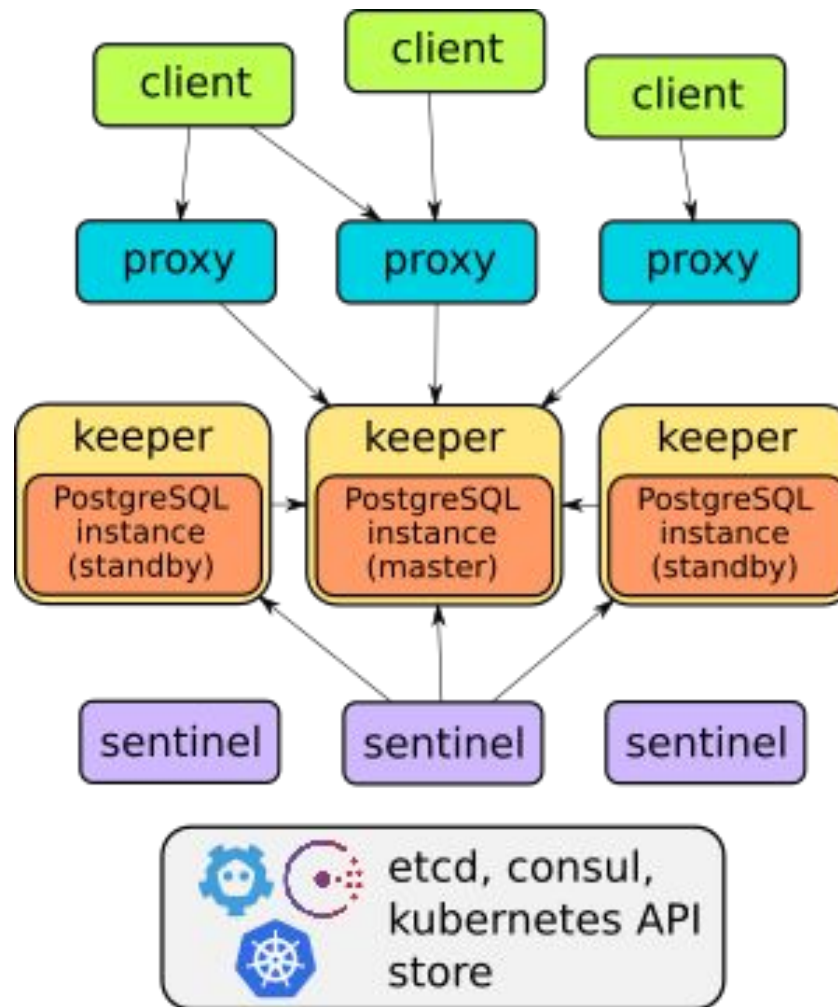 client
client
client
proxy
proxy
proxy
keeper
PostgreSQL
instance
(standby)
keeper
PostgreSQL
instance
(master)
keeper
PostgreSQL
instance
(standby)
sentinel
sentinel
sentinel
etcd, consul,
kubernetes API
store